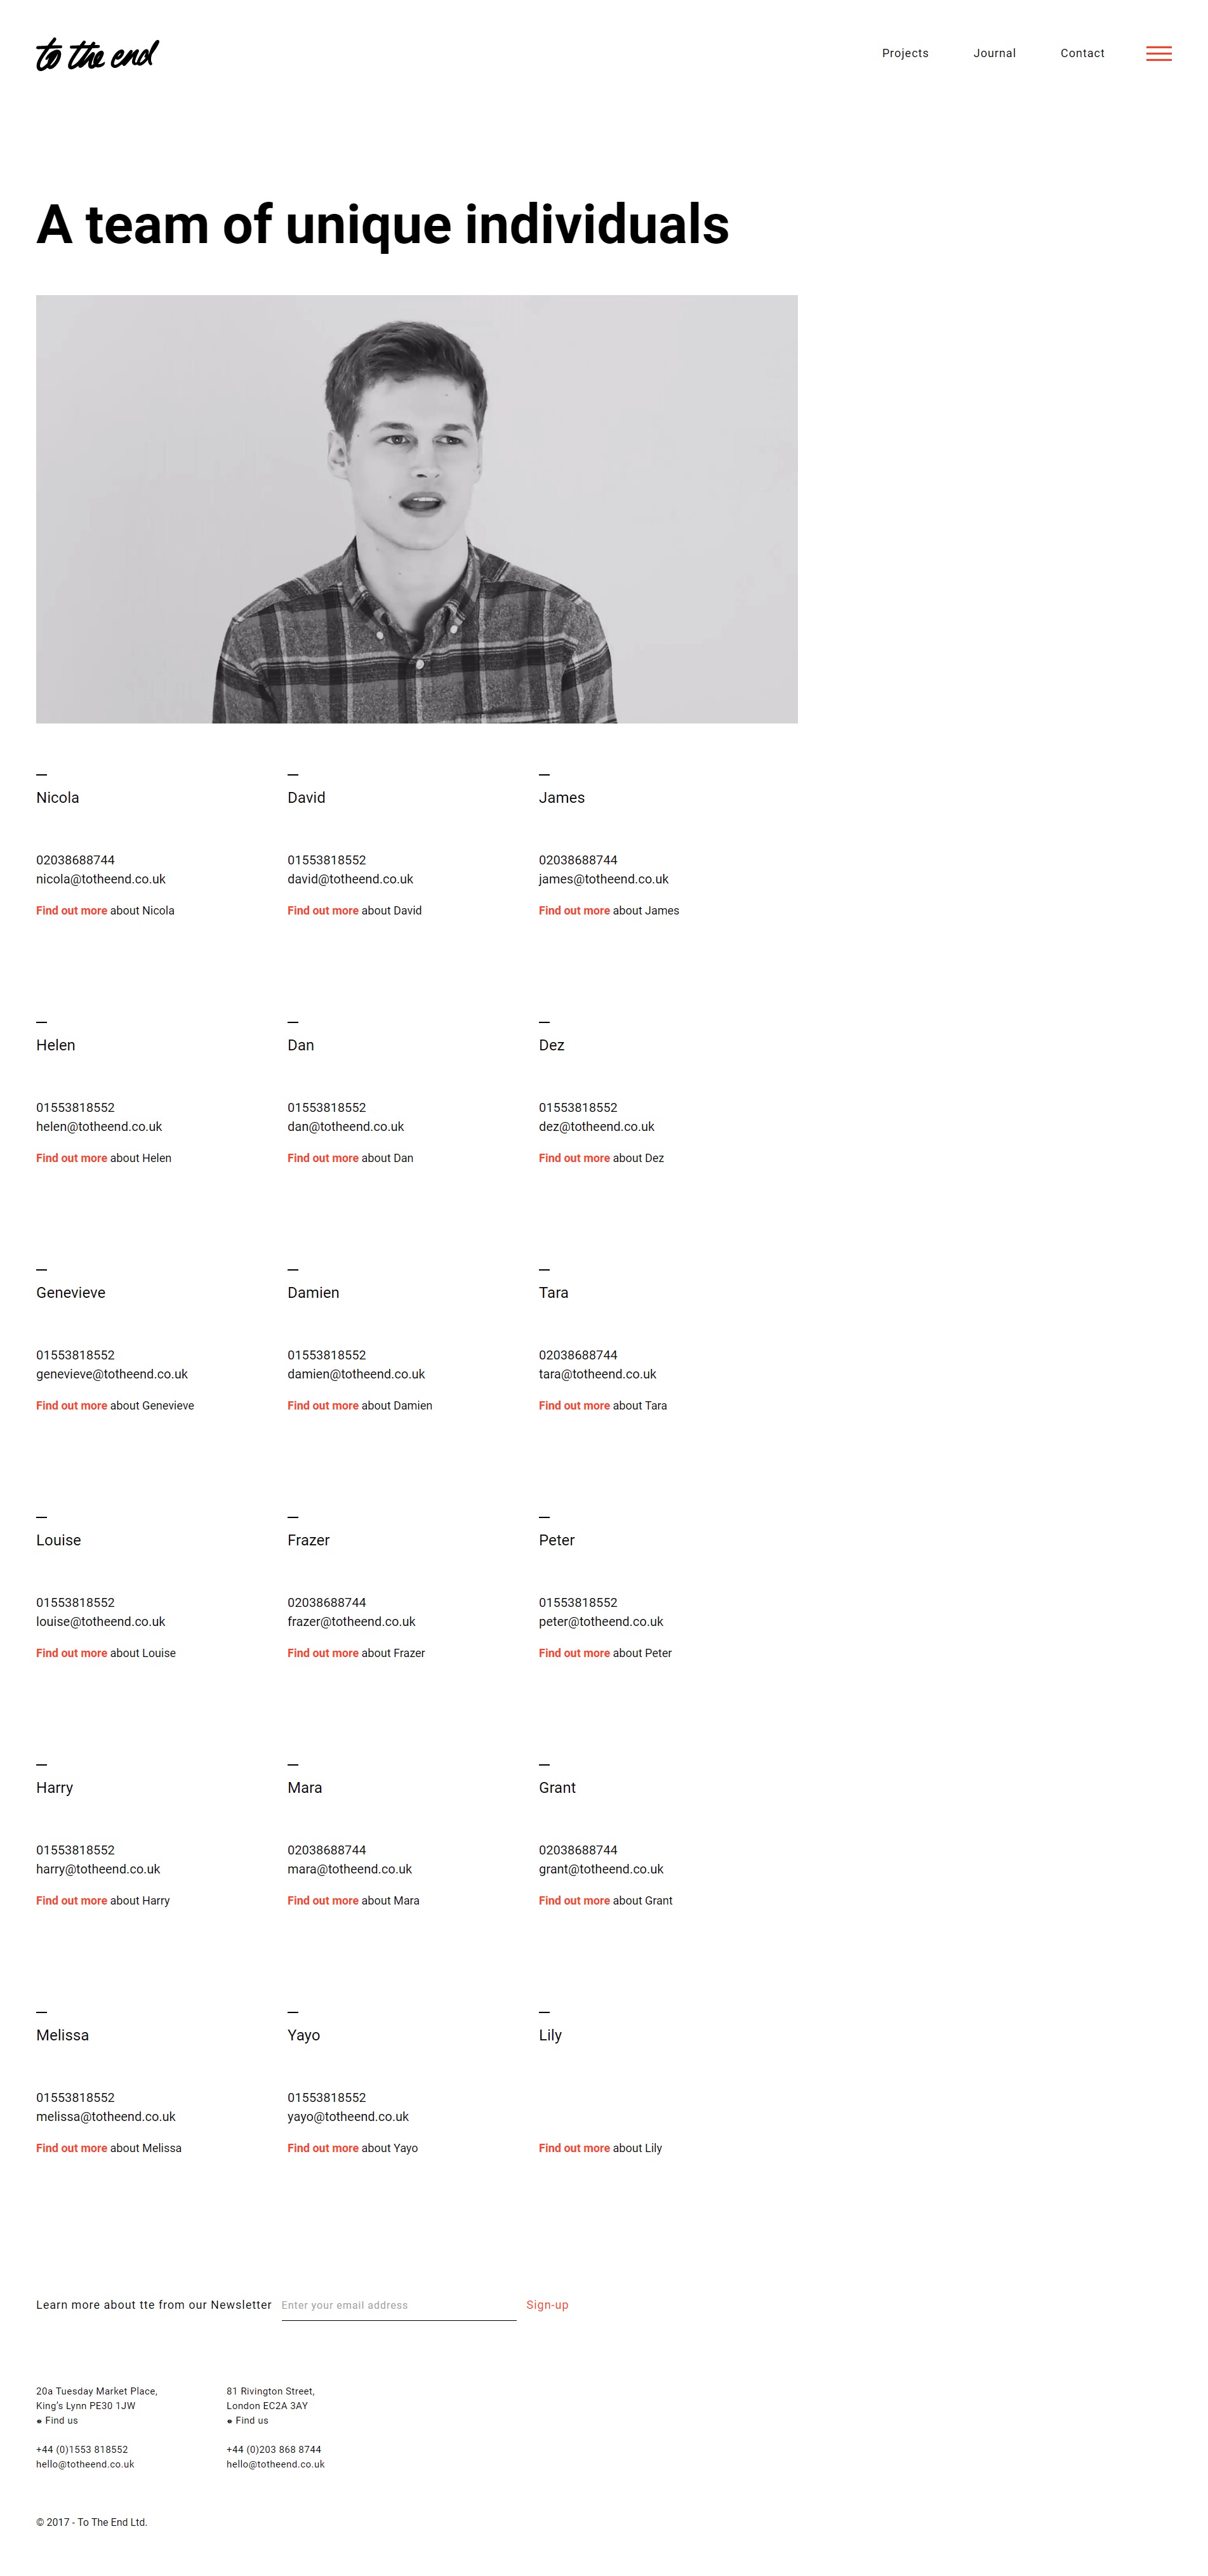 to the end
Projects
Journal
Contact
A team of unique individuals
Nicola
02038688744
nicola@totheend.co.uk
Find out more about Nicola
David
01553818552
david@totheend.co.uk
Find out more about David
James
02038688744
james@totheend.co.uk
Find out more about James
Helen
01553818552
helen@totheend.co.uk
Find out more about Helen
Dan
01553818552
dan@totheend.co.uk
Find out more about Dan
Dez
01553818552
dez@totheend.co.uk
Find out more about Dez
Genevieve
01553818552
genevieve@totheend.co.uk
Find out more about Genevieve
Damien
01553818552
damien@totheend.co.uk
Find out more about Damien
Tara
02038688744
tara@totheend.co.uk
Find out more about Tara
Louise
01553818552
louise@totheend.co.uk
Find out more about Louise
Frazer
02038688744
frazer@totheend.co.uk
Find out more about Frazer
Peter
01553818552
peter@totheend.co.uk
Find out more about Peter
Harry
01553818552
harry@totheend.co.uk
Find out more about Harry
Mara
02038688744
mara@totheend.co.uk
Find out more about Mara
Grant
02038688744
grant@totheend.co.uk
Find out more about Grant
Melissa
01553818552
melissa@totheend.co.uk
Find out more about Melissa
Yayo
01553818552
yayo@totheend.co.uk
Find out more about Yayo
Lily
Find out more about Lily
Learn more about tte from our Newsletter
Enter your email address
Sign-up
20a Tuesday Market Place,
King's Lynn PE30 1JW
Find us
+44 (0)1553 818552
hello@totheend.co.uk
81 Rivington Street,
London EC2A 3AY
Find us
+44 (0)203 868 8744
hello@totheend.co.uk
© 2017 - To The End Ltd.